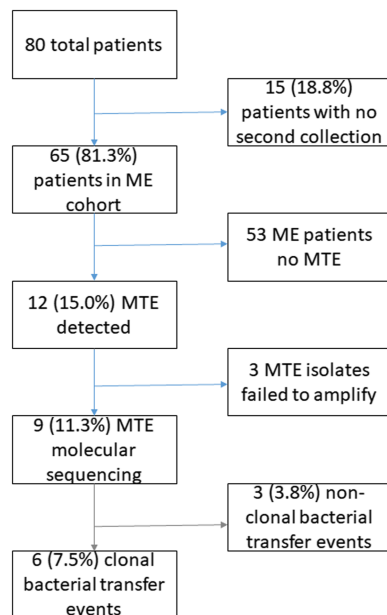 80 total patients
15 (18.8%)
patients with no
second collection
65 (81.3%)
patients in ME
cohort
53 ME patients
no MTE
12 (15.0%) MTE
detected
3 MTE isolates
failed to amplify
9 (11.3%) MTE
molecular
sequencing
3 (3.8%) non-
clonal bacterial
transfer events
6 (7.5%) clonal
bacterial transfer
events